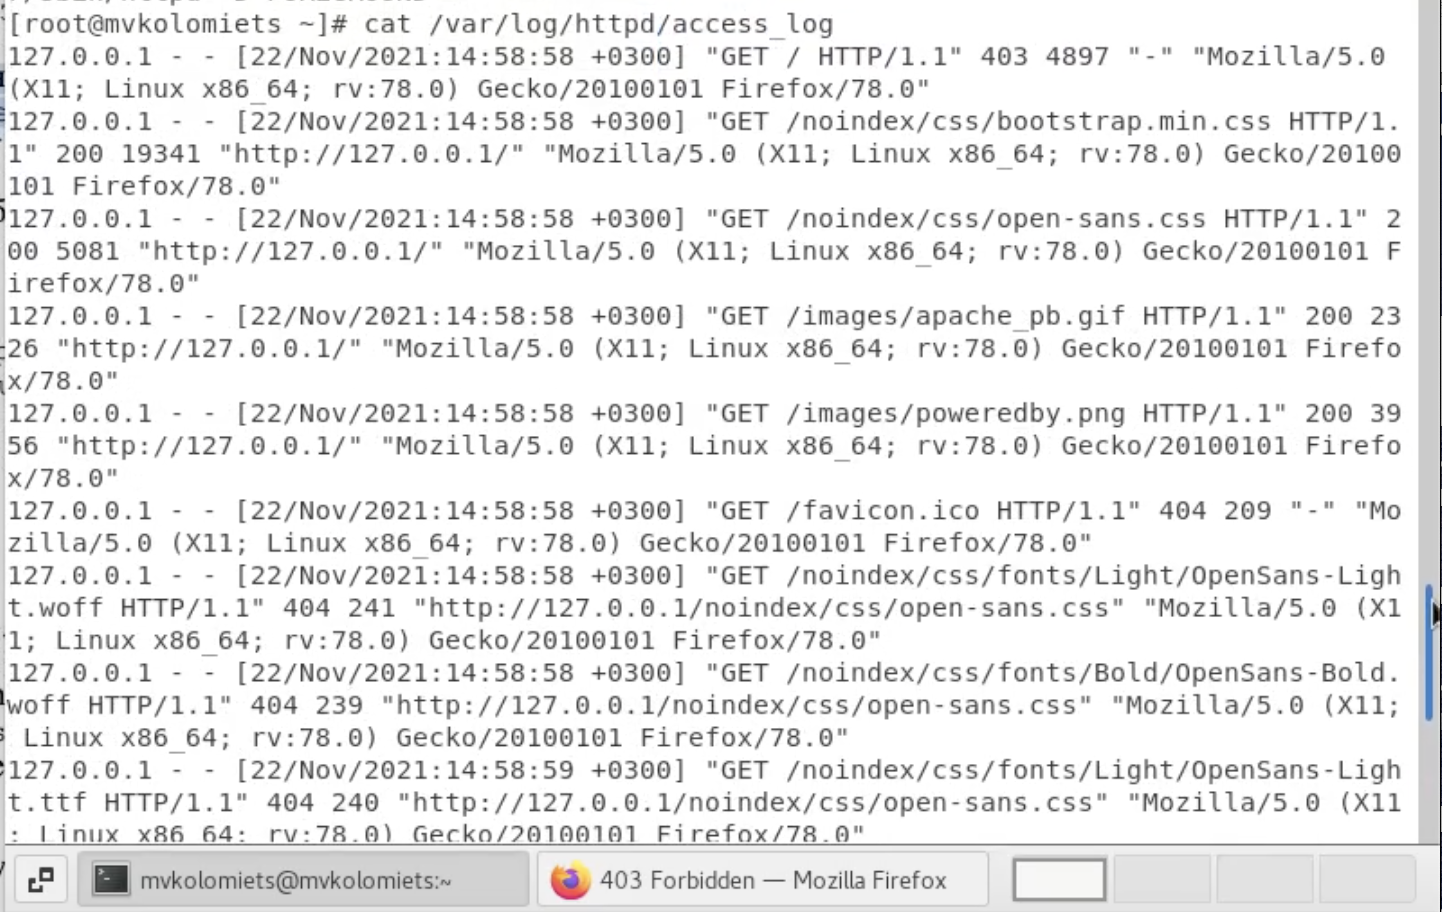 [root@mvkolomiets ~]# cat /var/log/httpd/access_log
127.0.0.1 - - [22/Nov/2021:14:58:58 +0300] "GET / HTTP/1.1" 403 4897 "-" "Mozilla/5.0
(X11; Linux x86_64; rv:78.0) Gecko/20100101 Firefox/78.0"
127.0.0.1 - - [22/Nov/2021:14:58:58 +0300] "GET /noindex/css/bootstrap.min.css HTTP/1.
1" 200 19341 "http://127.0.0.1/" "Mozilla/5.0 (X11; Linux x86_64; rv:78.0) Gecko/20100
101 Firefox/78.0"
127.0.0.1 - - [22/Nov/2021:14:58:58 +0300] "GET /noindex/css/open-sans.css HTTP/1.1" 2
00 5081 "http://127.0.0.1/" "Mozilla/5.0 (X11; Linux x86_64; rv:78.0) Gecko/20100101 F
irefox/78.0"
127.0.0.1 - - [22/Nov/2021:14:58:58 +0300] "GET /images/apache_pb.gif HTTP/1.1" 200 23
26 "http://127.0.0.1/" "Mozilla/5.0 (X11; Linux x86_64; rv:78.0) Gecko/20100101 Firefo
x/78.0"
127.0.0.1 - - [22/Nov/2021:14:58:58 +0300] "GET /images/poweredby.png HTTP/1.1" 200 39
56 "http://127.0.0.1/" "Mozilla/5.0 (X11; Linux x86_64; rv:78.0) Gecko/20100101 Firefo
x/78.0"
127.0.0.1 - - [22/Nov/2021:14:58:58 +0300] "GET /favicon.ico HTTP/1.1" 404 209 "-" "Mo
zilla/5.0 (X11; Linux x86_64; rv:78.0) Gecko/20100101 Firefox/78.0"
127.0.0.1 - - [22/Nov/2021:14:58:58 +0300] "GET /noindex/css/fonts/Light/OpenSans-Ligh
t.woff HTTP/1.1" 404 241 "http://127.0.0.1/noindex/css/open-sans.css" "Mozilla/5.0 (X1
1; Linux x86_64; rv:78.0) Gecko/20100101 Firefox/78.0"
127.0.0.1 - - [22/Nov/2021:14:58:58 +0300] "GET /noindex/css/fonts/Bold/OpenSans-Bold.
woff HTTP/1.1" 404 239 "http://127.0.0.1/noindex/css/open-sans.css" "Mozilla/5.0 (X11;
 Linux x86_64; rv:78.0) Gecko/20100101 Firefox/78.0"
127.0.0.1 - - [22/Nov/2021:14:58:59 +0300] "GET /noindex/css/fonts/Light/OpenSans-Ligh
t.ttf HTTP/1.1" 404 240 "http://127.0.0.1/noindex/css/open-sans.css" "Mozilla/5.0 (X11
; Linux x86_64; rv:78.0) Gecko/20100101 Firefox/78.0"
mvkolomiets@mvkolomiets:~
403 Forbidden — Mozilla Firefox